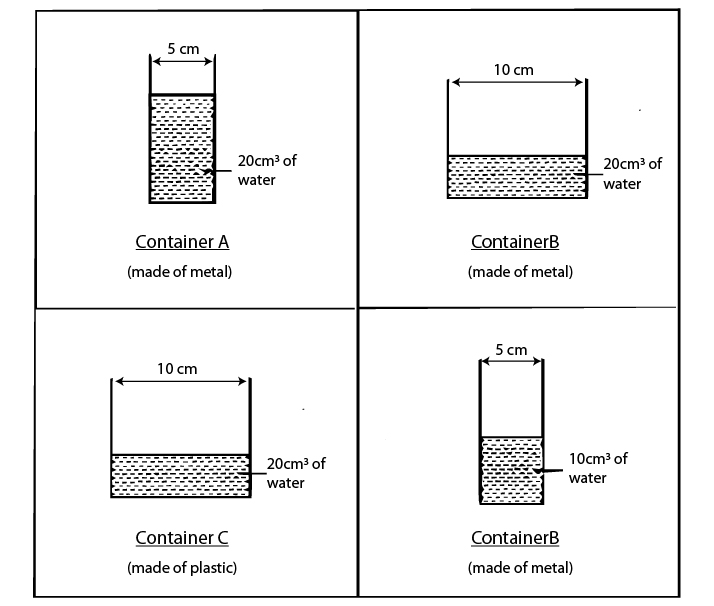 5 cm
20cm³ of
water
Container A
(made of metal)
10 cm
20cm³ of
water
ContainerB
(made of metal)
10 cm
20cm³ of
water
Container C
(made of plastic)
5 cm
10cm³ of
water
ContainerB
(made of metal)